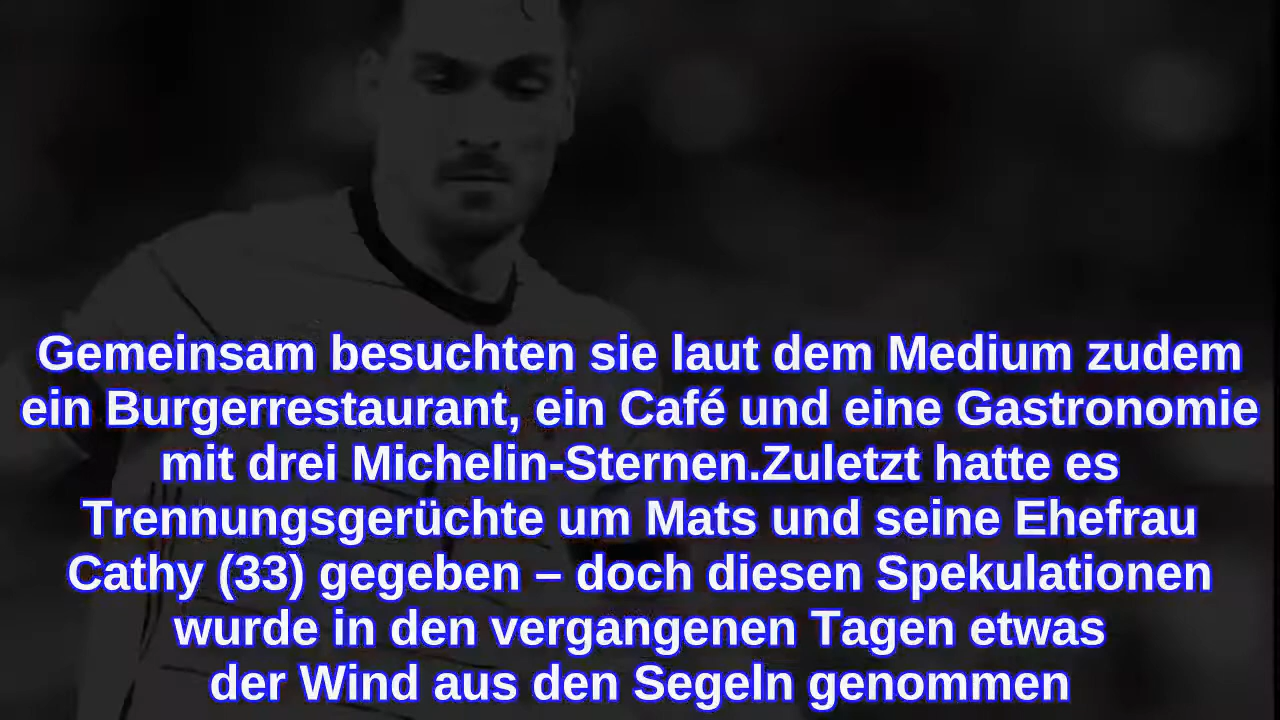 Gemeinsam besuchten sie laut dem Medium zudem
ein Burgerrestaurant, ein Café und eine Gastronomie
mit drei Michelin-Sternen.Zuletzt hatte es
Trennungsgerüchte um Mats und seine Ehefrau
Cathy (33) gegeben – doch diesen Spekulationen
wurde in den vergangenen Tagen etwas
der Wind aus den Segeln genommen